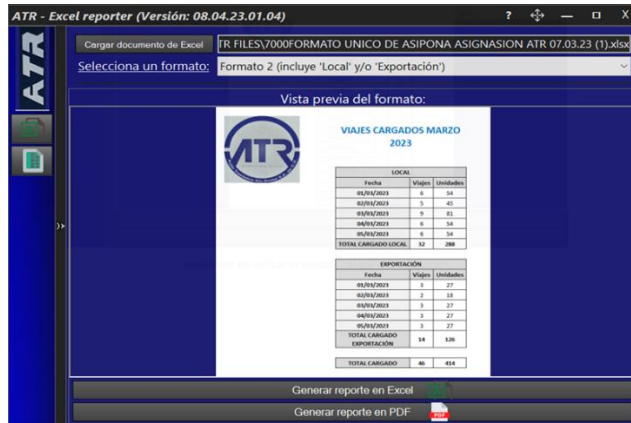 ATR - Excel reporter (Versión: 08.04.23.01.04)
ATR
Cargar documento de Excel
TR FILES\7000FORMATO UNICO DE ASIPONA ASIGNASION ATR 07.03.23 (1).xlsx
Selecciona un formato: Formato 2 (incluye 'Local' y/o 'Exportación')
Vista previa del formato:
ATR
VIAJES CARGADOS MARZO
2023
LOCAL
Fecha Viajes Unidades
01/03/2023 6 54
02/03/2023 5 45
03/03/2023 9 81
04/03/2023 6 54
05/03/2023 6 54
TOTAL CARGADO LOCAL 32 288
EXPORTACIÓN
Fecha Viajes Unidades
01/03/2023 3 27
02/03/2023 2 18
03/03/2023 3 27
04/03/2023 3 27
05/03/2023 3 27
TOTAL CARGADO
EXPORTACIÓN 14 126
TOTAL CARGADO 46 414
Generar reporte en Excel
Generar reporte en PDF PDF